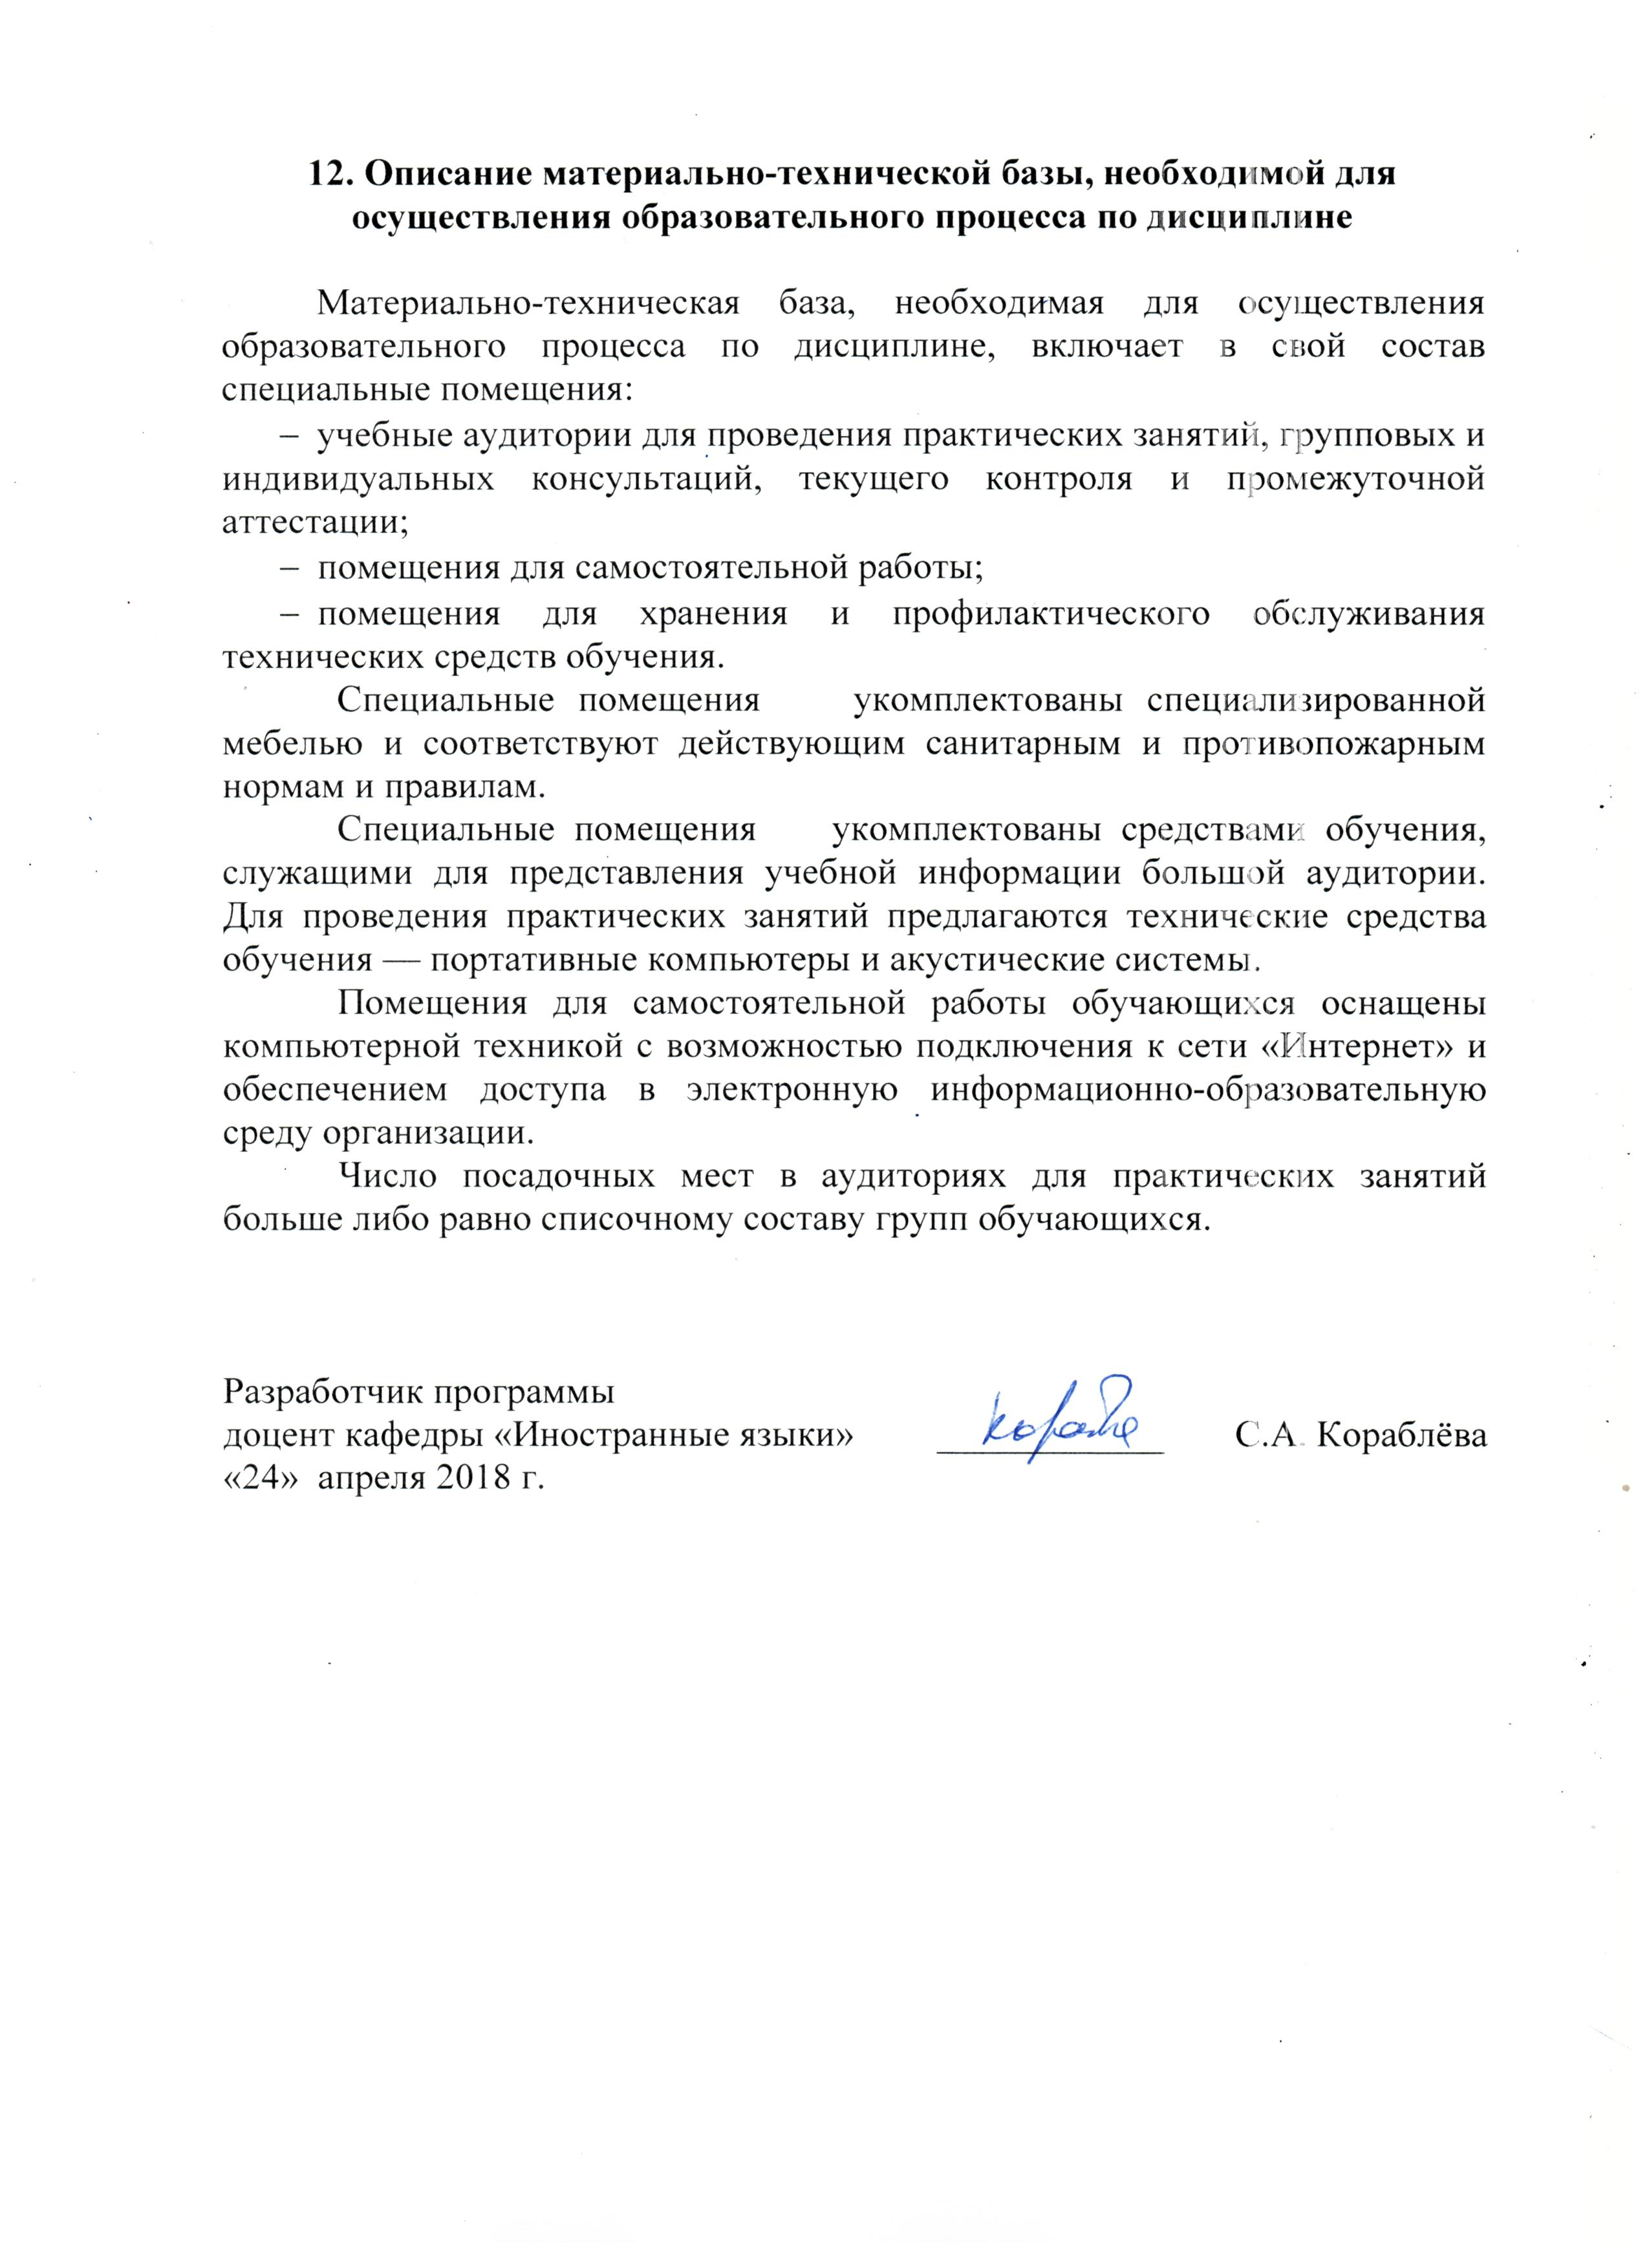 12. Описание материально-технической базы, необходимой для
осуществления образовательного процесса по дисциплине
Материально-техническая база, необходимая для осуществления
образовательного процесса по дисциплине, включает в свой состав
специальные помещения:
– учебные аудитории для проведения практических занятий, групповых и
индивидуальных консультаций, текущего контроля и промежуточной
аттестации;
– помещения для самостоятельной работы;
– помещения для хранения и профилактического обслуживания
технических средств обучения.
Специальные помещения укомплектованы специализированной
мебелью и соответствуют действующим санитарным и противопожарным
нормам и правилам.
Специальные помещения укомплектованы средствами обучения,
служащими для представления учебной информации большой аудитории.
Для проведения практических занятий предлагаются технические средства
обучения — портативные компьютеры и акустические системы.
Помещения для самостоятельной работы обучающихся оснащены
компьютерной техникой с возможностью подключения к сети «Интернет» и
обеспечением доступа в электронную информационно-образовательную
среду организации.
Число посадочных мест в аудиториях для практических занятий
больше либо равно списочному составу групп обучающихся.
Разработчик программы
доцент кафедры «Иностранные языки» С.А. Кораблёва
«24» апреля 2018 г.